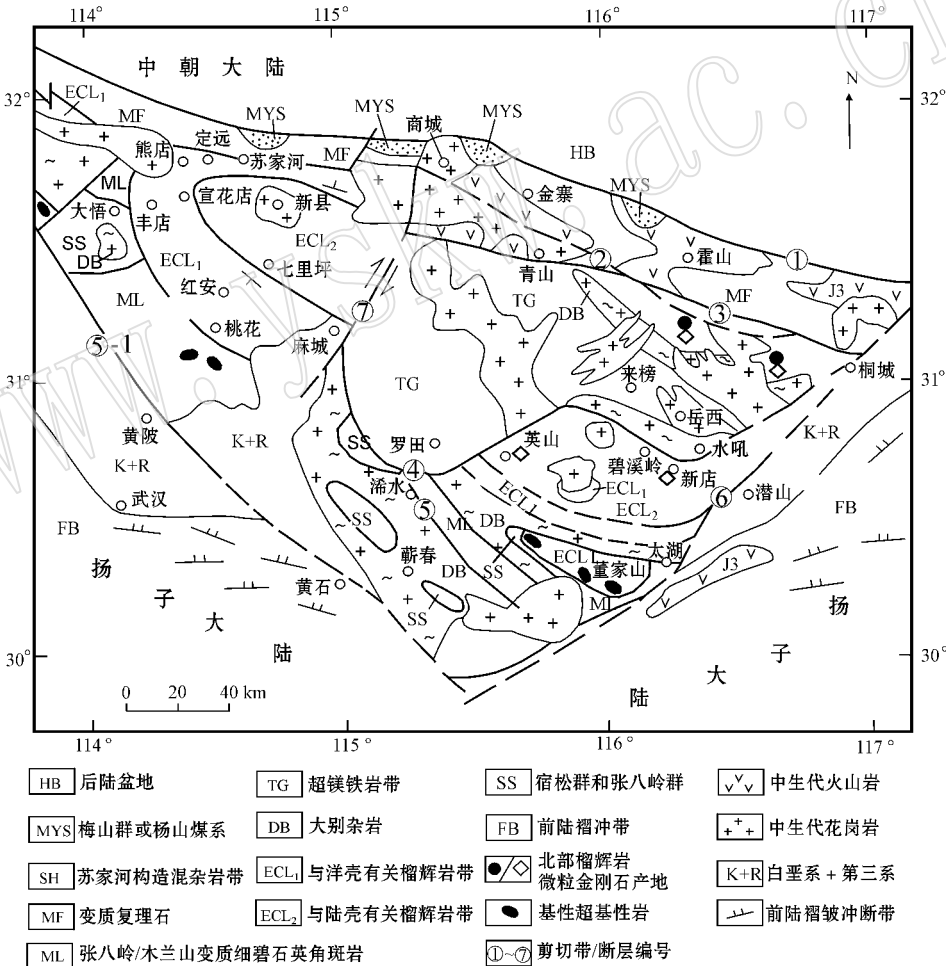 114° 115° 116° 117°
中朝大陆
32° 32°
N
ECL1 MF MYS MYS 商城 MYS
定远 MF HB
熊店 苏家河
ML 宣花店 新县 金寨 MYS
大悟 丰店 ECL2 霍山 ①
SS ECL1 青山 ② J3
DB 七里坪 TG MF
ML 红安 DB ③
桃花 ⑦
⑤-1 麻城
31° 桐城 31°
TG 来榜
岳西
黄陂 K+R SS 罗田 英山 水吼 K+R
K+R 碧溪岭
④ 新店
武汉 浠水 ECL1 ECL1 ⑥ 潜山
FB ⑤ ECL2 FB
SS ML DB 太湖
扬 蕲春 SS ECL1 董家山 J3
黄石 DB
子 ML 扬
大 SS
陆 子
30° 大 30°
陆
0 20 40 km
114° 115° 116° 117°
HB 后陆盆地 TG 超镁铁岩带 SS 宿松群和张八岭群 中生代火山岩
MYS 梅山群或杨山煤系 DB 大别杂岩 FB 前陆褶冲带 中生代花岗岩
SH 苏家河构造混杂岩带 ECL1 与洋壳有关榴辉岩带 北部榴辉岩 K+R 白垩系 + 第三系
微粒金刚石产地
MF 变质复理石 ECL2 与陆壳有关榴辉岩带 基性超基性岩 前陆褶皱冲断带
ML 张八岭/木兰山变质细碧石英角斑岩 ①~⑦ 剪切带/断层编号
www.yskw.ac.cn